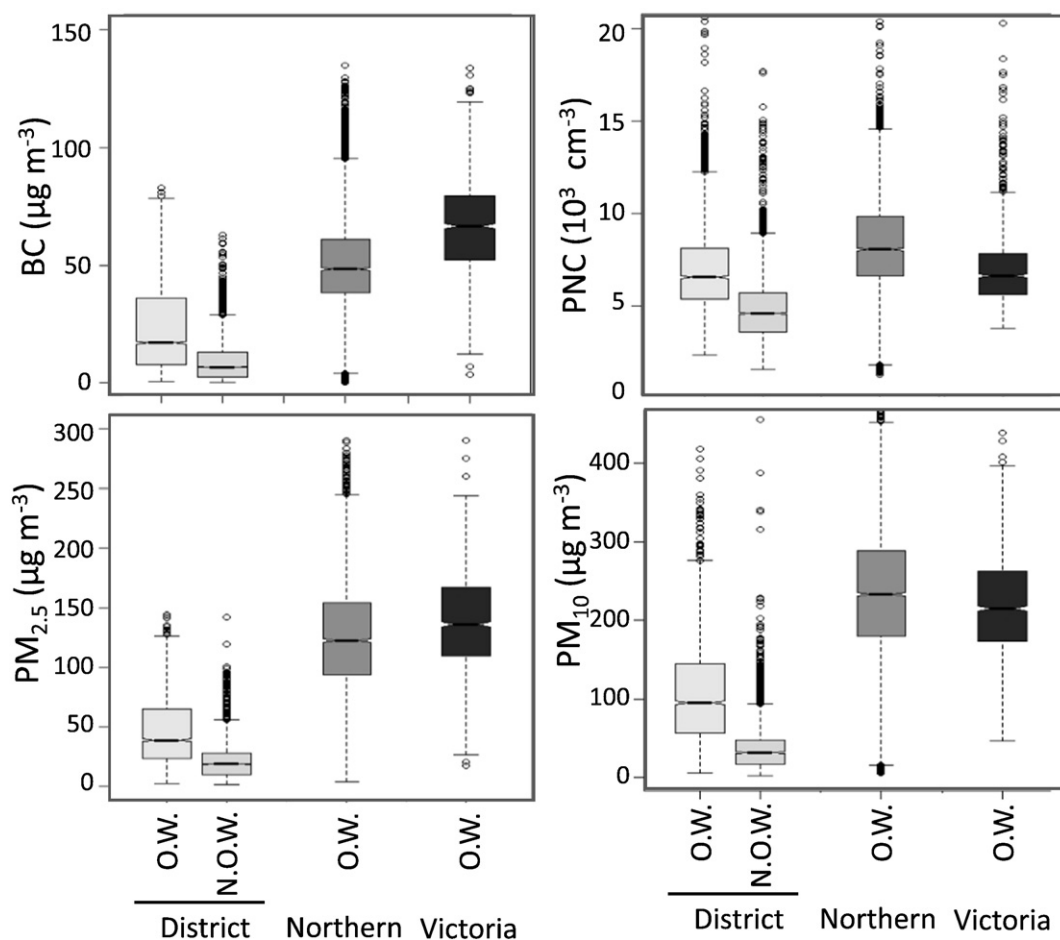 BC (µg m⁻³)
150
100
50
0
PNC (10³ cm⁻³)
20
15
10
5
0
PM₂.₅ (µg m⁻³)
300
250
200
150
100
50
0
PM₁₀ (µg m⁻³)
400
300
200
100
0
O.W.
N.O.W.
O.W.
O.W.
District
Northern
Victoria
O.W.
N.O.W.
O.W.
O.W.
District
Northern
Victoria